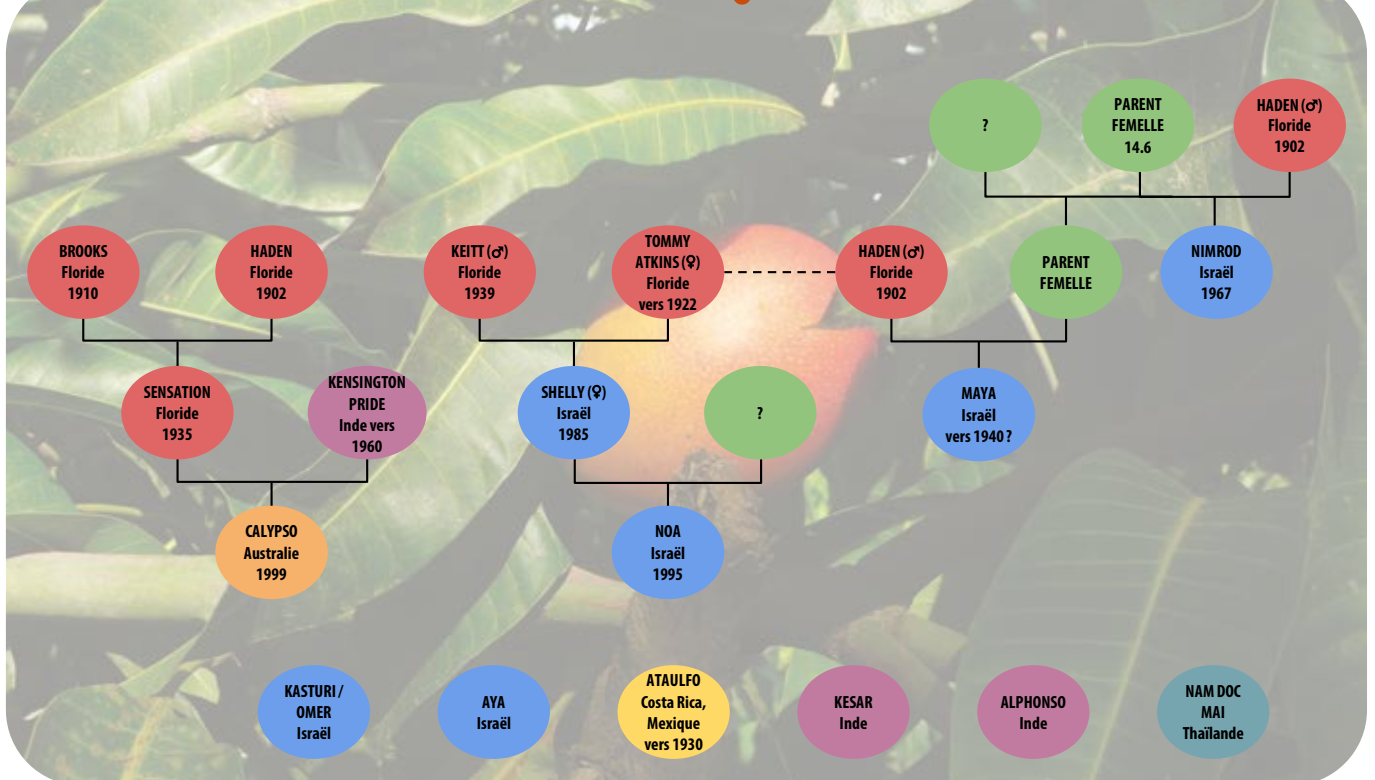 ?
PARENT
FEMELLE
14.6
HADEN (♂)
Floride
1902
BROOKS
Floride
1910
HADEN
Floride
1902
KEITT (♂)
Floride
1939
TOMMY
ATKINS (♀)
Floride
vers 1922
HADEN (♂)
Floride
1902
PARENT
FEMELLE
NIMROD
Israël
1967
SENSATION
Floride
1935
KENSINGTON
PRIDE
Inde vers
1960
SHELLY (♀)
Israël
1985
?
MAYA
Israël
vers 1940 ?
CALYPSO
Australie
1999
NOA
Israël
1995
KASTURI /
OMER
Israël
AYA
Israël
ATAULFO
Costa Rica,
Mexique
vers 1930
KESAR
Inde
ALPHONSO
Inde
NAM DOC
MAI
Thaïlande